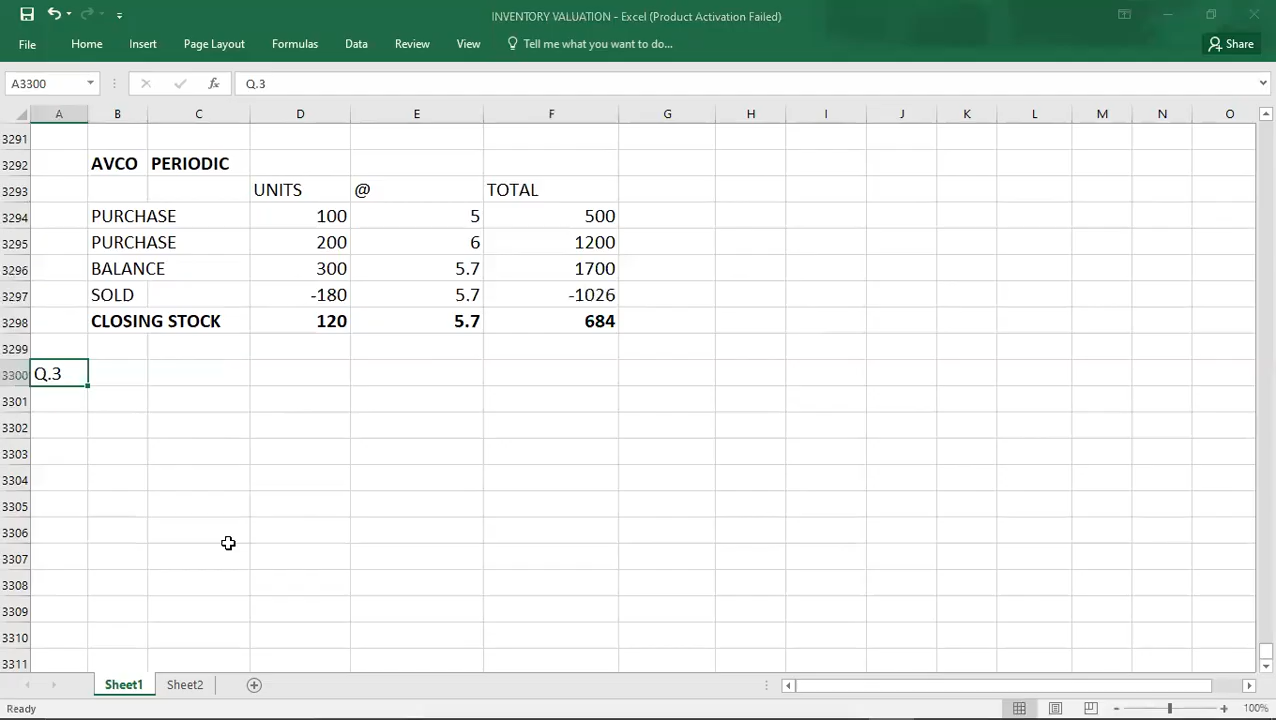 INVENTORY VALUATION - Excel (Product Activation Failed)
File Home Insert Page Layout Formulas Data Review View Tell me what you want to do... Share
A3300 fx Q.3
A B C D E F G H I J K L M N O
3291
3292 AVCO PERIODIC
3293 UNITS @ TOTAL
3294 PURCHASE 100 5 500
3295 PURCHASE 200 6 1200
3296 BALANCE 300 5.7 1700
3297 SOLD -180 5.7 -1026
3298 CLOSING STOCK 120 5.7 684
3299
3300 Q.3
3301
3302
3303
3304
3305
3306
3307
3308
3309
3310
3311
Sheet1 Sheet2
Ready 100%